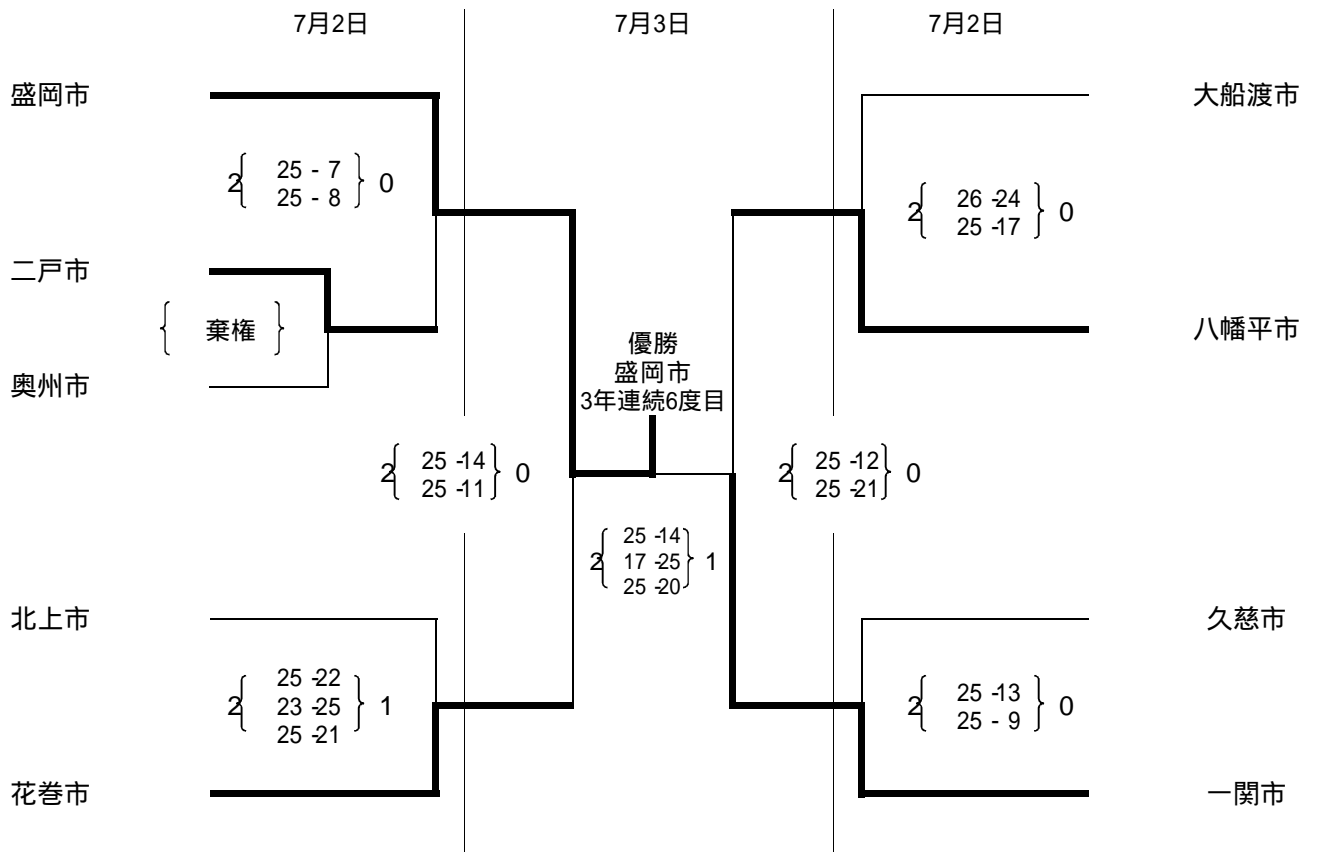 7月2日 7月3日 7月2日
盛岡市 大船渡市
2{ 25 - 7 } 0
25 - 8
2{ 26 -24 } 0
25 -17
二戸市
{ 棄権 }
八幡平市
奥州市
優勝
盛岡市
3年連続6度目
2{ 25 -14 } 0
25 -11
2{ 25 -12 } 0
25 -21
2{ 25 -14
17 -25 } 1
25 -20
北上市 久慈市
2{ 25 -22
23 -25 } 1
25 -21
2{ 25 -13 } 0
25 - 9
花巻市 一関市